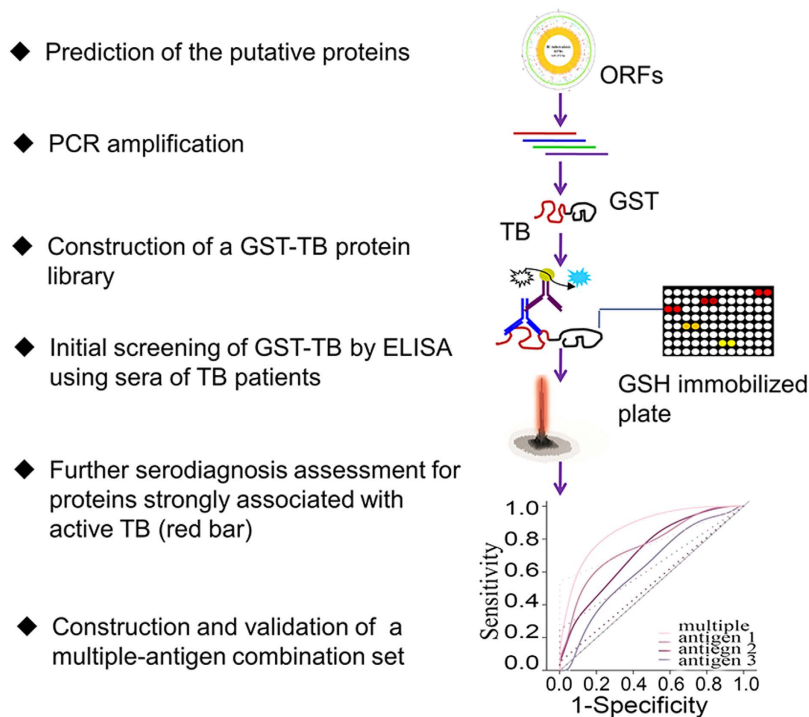 ◆ Prediction of the putative proteins
ORFs
◆ PCR amplification
GST
TB
◆ Construction of a GST-TB protein
library
◆ Initial screening of GST-TB by ELISA
using sera of TB patients
GSH immobilized
plate
◆ Further serodiagnosis assessment for
proteins strongly associated with
active TB (red bar)
◆ Construction and validation of a
multiple-antigen combination set
Sensitivity
1.0
0.8
0.6
0.4
0.2
0.0
multiple
antigen 1
antiegn 2
antigen 3
0.0 0.2 0.4 0.6 0.8 1.0
1-Specificity